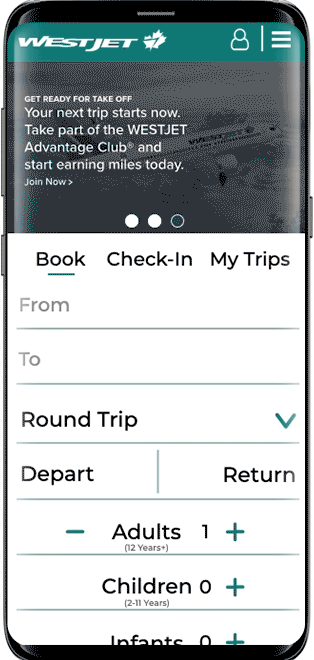 WESTJET
GET READY FOR TAKE OFF
Your next trip starts now.
Take part of the WESTJET
Advantage Club® and
start earning miles today.
Join Now >
Book Check-In My Trips
From
To
Round Trip
Depart Return
− Adults 1 +
(12 Years+)
Children 0 +
(2-11 Years)
Infants 0 +